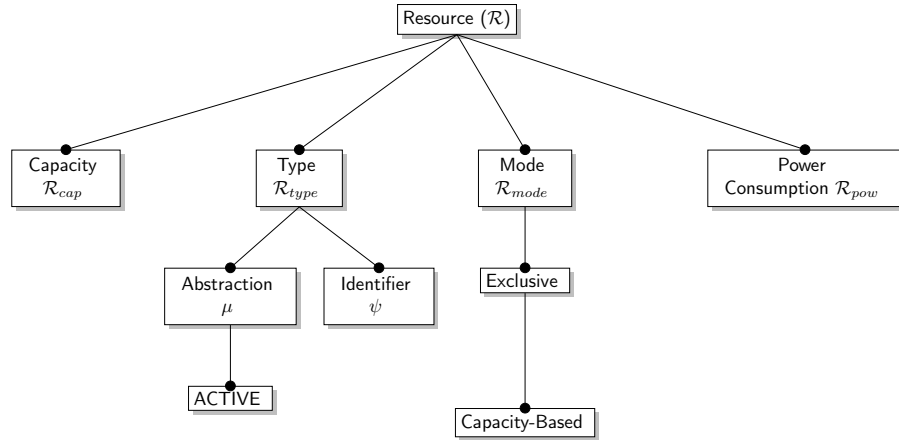 Resource (ℛ)
Capacity
ℛ_cap
Type
ℛ_type
Mode
ℛ_mode
Power
Consumption ℛ_pow
Abstraction
μ
Identifier
ψ
Exclusive
ACTIVE
Capacity-Based